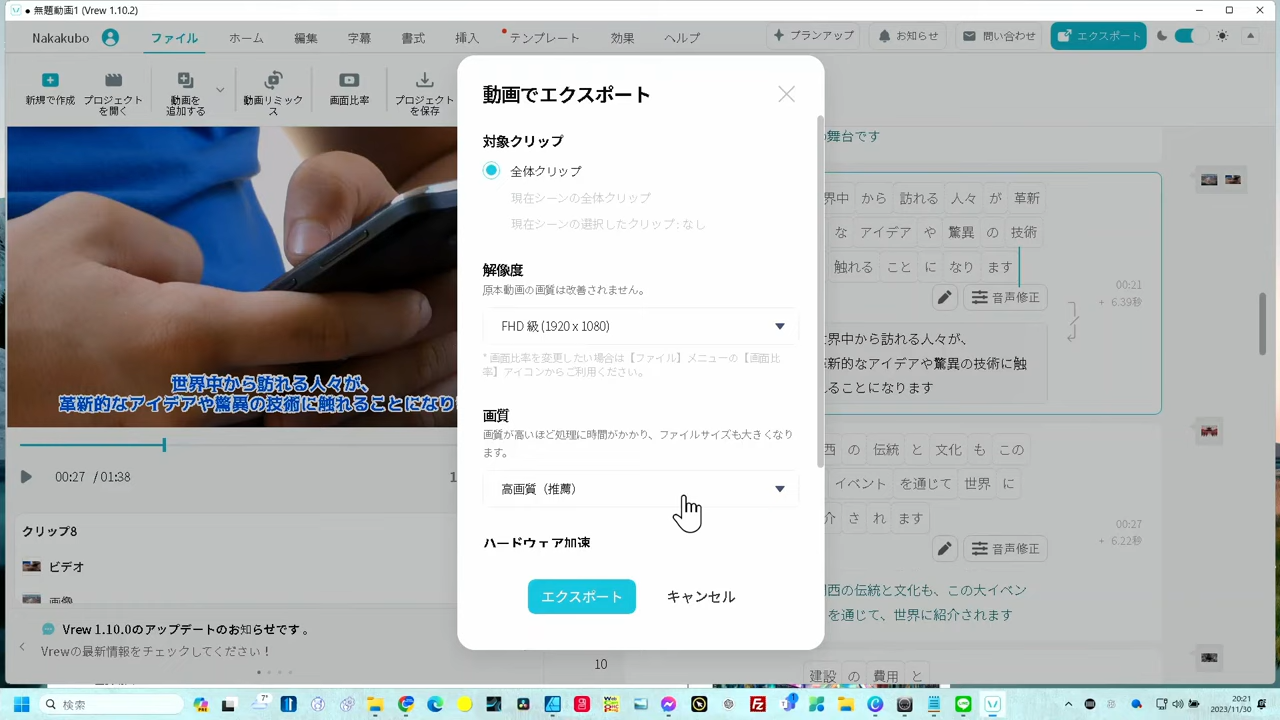 ● 無題動画1 (Vrew 1.10.2)
Nakakubo
ファイル
ホーム
編集
字幕
書式
挿入
テンプレート
効果
ヘルプ
プランアップ
お知らせ
問い合わせ
エクスポート
新規で作成
プロジェクト
を開く
動画を
追加する
動画リミック
ス
画面比率
プロジェクト
を保存
世界中から訪れる人々が、
革新的なアイデアや驚異の技術に触れることになり
00:27 / 01:38
1
クリップ8
ビデオ
画像
Vrew 1.10.0のアップデートのお知らせです 。
Vrewの最新情報をチェックしてください！
動画でエクスポート
対象クリップ
全体クリップ
現在シーンの全体クリップ
現在シーンの選択したクリップ : なし
解像度
原本動画の画質は改善されません。
FHD 級 (1920 x 1080)
* 画面比率を変更したい場合は【ファイル】メニューの【画面比
率】アイコンからご利用ください。
画質
画質が高いほど処理に時間がかかり、ファイルサイズも大きくなり
ます。
高画質（推薦）
ハードウェア加速
エクスポート
キャンセル
10
の舞台です
界中 から 訪れる 人々 が 革新
な アイデア や 驚異 の 技術
触れる こと に なり ます
00:21
+ 6.39秒
音声修正
世界中から訪れる人々が、
革新的なアイデアや驚異の技術に触
れることになります
西 の 伝統 と 文化 も この
イベント を通じて 世界 に
介 さ れ ます
00:27
+ 6.22秒
音声修正
関西の伝統と文化も、この大イベン
を通じて、世界に紹介されます
建設 の 費用 と
検索
7°
20:21
2023/11/30